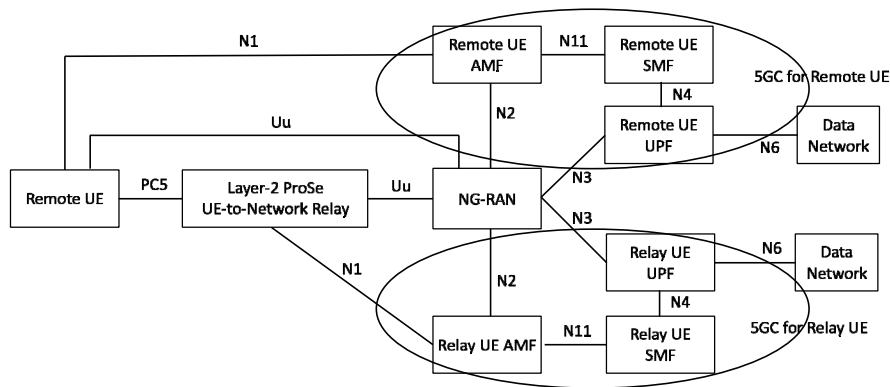 N1
Remote UE
AMF
N11
Remote UE
SMF
5GC for Remote UE
N4
N2
Uu
Remote UE
UPF
N6
Data
Network
N3
Remote UE
PC5
Layer-2 ProSe
UE-to-Network Relay
Uu
NG-RAN
N3
N1
N2
Relay UE
UPF
N6
Data
Network
N4
5GC for Relay UE
Relay UE AMF
N11
Relay UE
SMF